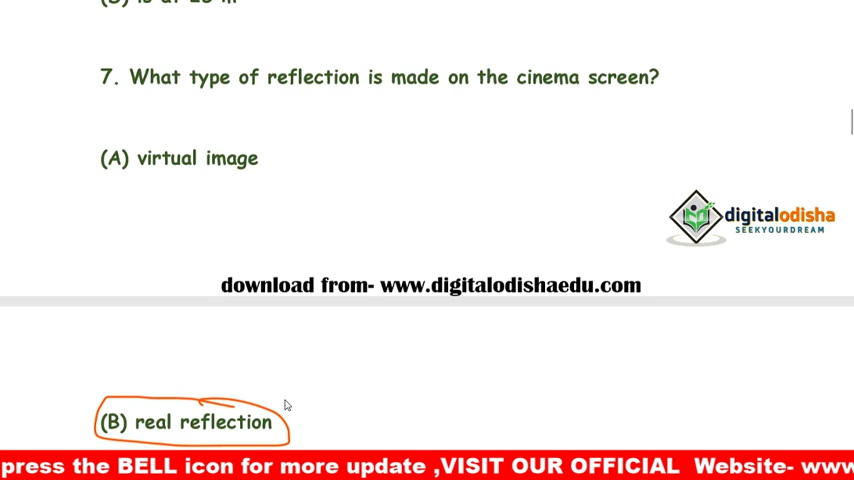 7. What type of reflection is made on the cinema screen?
(A) virtual image
digitalodisha
SEEKYOURDREAM
download from- www.digitalodishaedu.com
(B) real reflection
press the BELL icon for more update ,VISIT OUR OFFICIAL Website- www